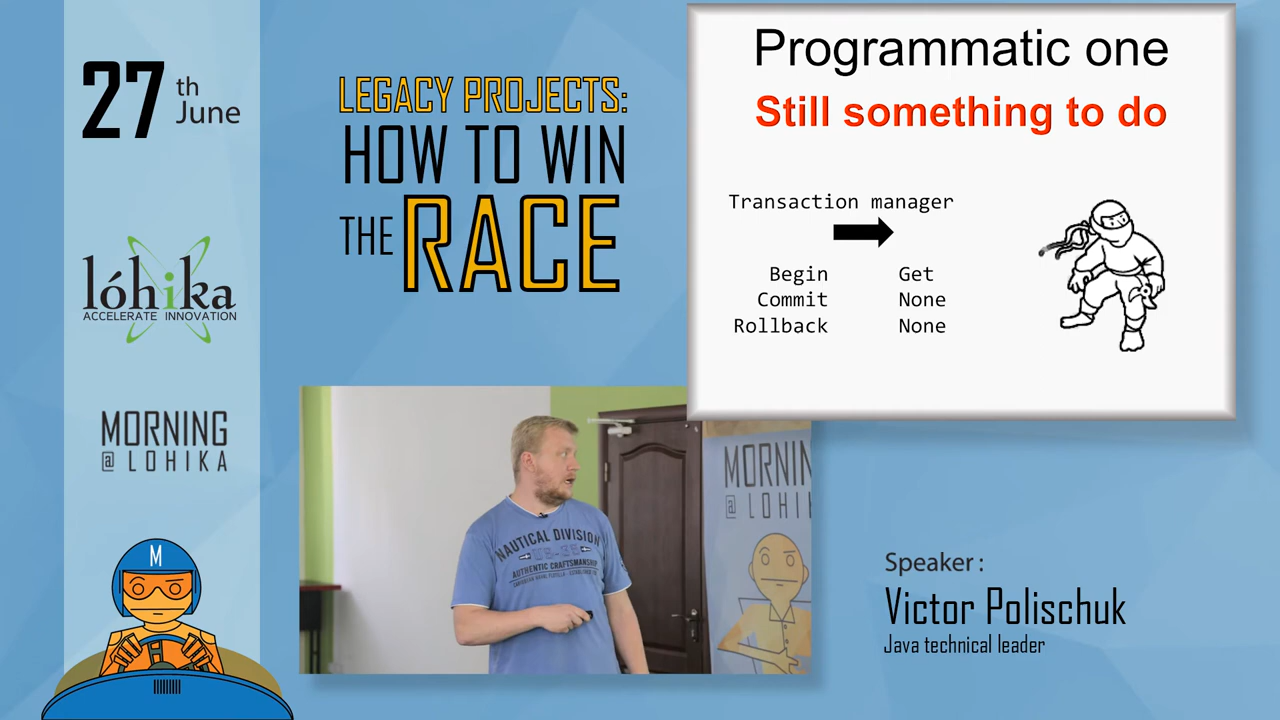 27
th
June
lóhika
ACCELERATE INNOVATION
MORNING
@LOHIKA
M
LEGACY PROJECTS:
HOW TO WIN
THE RACE
Programmatic one
Still something to do
Transaction manager
Begin Get
Commit None
Rollback None
NAUTICAL DIVISION
US-55
AUTHENTIC CRAFTSMANSHIP
MORNIN
@ LOHI
Speaker :
Victor Polischuk
Java technical leader